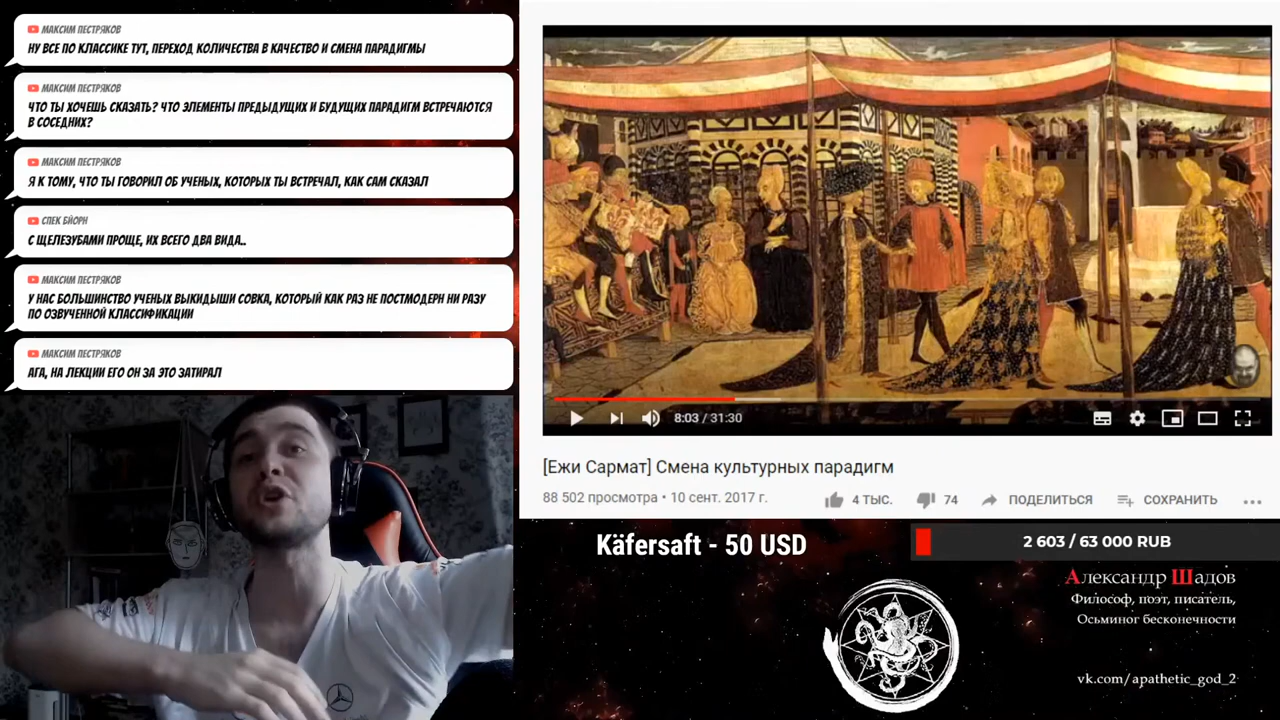 МАКСИМ ПЕСТРЯКОВ
НУ ВСЕ ПО КЛАССИКЕ ТУТ, ПЕРЕХОД КОЛИЧЕСТВА В КАЧЕСТВО И СМЕНА ПАРАДИГМЫ
МАКСИМ ПЕСТРЯКОВ
ЧТО ТЫ ХОЧЕШЬ СКАЗАТЬ? ЧТО ЭЛЕМЕНТЫ ПРЕДЫДУЩИХ И БУДУЩИХ ПАРАДИГМ ВСТРЕЧАЮТСЯ
В СОСЕДНИХ?
МАКСИМ ПЕСТРЯКОВ
Я К ТОМУ, ЧТО ТЫ ГОВОРИЛ ОБ УЧЕНЫХ, КОТОРЫХ ТЫ ВСТРЕЧАЛ, КАК САМ СКАЗАЛ
СПЕК БЙОРН
С ЩЕЛЕЗУБАМИ ПРОЩЕ, ИХ ВСЕГО ДВА ВИДА..
МАКСИМ ПЕСТРЯКОВ
У НАС БОЛЬШИНСТВО УЧЕНЫХ ВЫКИДЫШИ СОВКА, КОТОРЫЙ КАК РАЗ НЕ ПОСТМОДЕРН НИ РАЗУ
ПО ОЗВУЧЕННОЙ КЛАССИФИКАЦИИ
МАКСИМ ПЕСТРЯКОВ
АГА, НА ЛЕКЦИИ ЕГО ОН ЗА ЭТО ЗАТИРАЛ
8:03 / 31:30
[Ежи Сармат] Смена культурных парадигм
88 502 просмотра • 10 сент. 2017 г.
4 ТЫС.
74
ПОДЕЛИТЬСЯ
СОХРАНИТЬ
Käfersaft - 50 USD
2 603 / 63 000 RUB
Александр Шадов
Философ, поэт, писатель,
Осьминог бесконечности
vk.com/apathetic_god_2